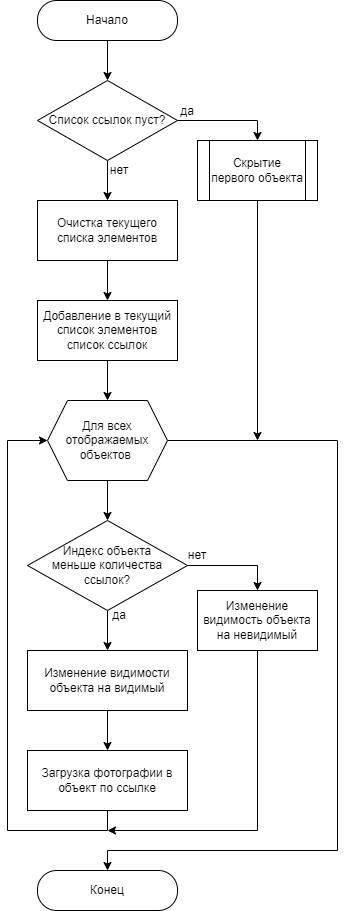 Начало
Список ссылок пуст?
да
нет
Скрытие
первого объекта
Очистка текущего
списка элементов
Добавление в текущий
список элементов
список ссылок
Для всех
отображаемых
объектов
Индекс объекта
меньше количества
ссылок?
нет
да
Изменение
видимость объекта
на невидимый
Изменение видимости
объекта на видимый
Загрузка фотографии в
объект по ссылке
Конец